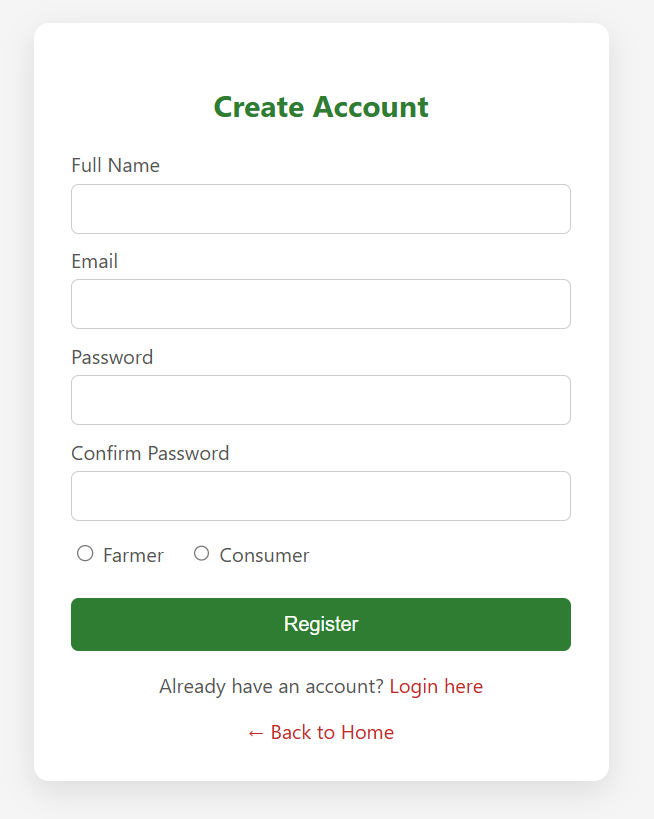 Create Account
Full Name
Email
Password
Confirm Password
Farmer Consumer
Register
Already have an account? Login here
← Back to Home